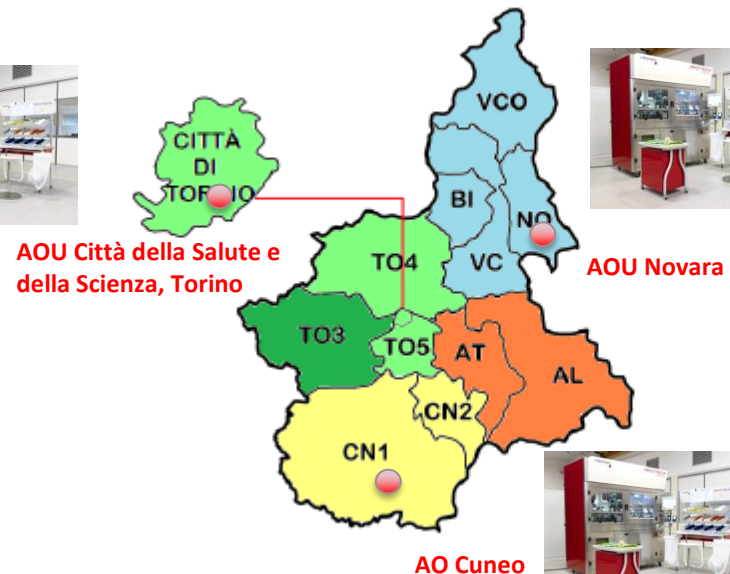 VCO
CITTÀ
DI
TORINO
BI
NO
AOU Città della Salute e
della Scienza, Torino
TO4
VC
AOU Novara
TO3
TO5
AT
AL
CN2
CN1
AO Cuneo